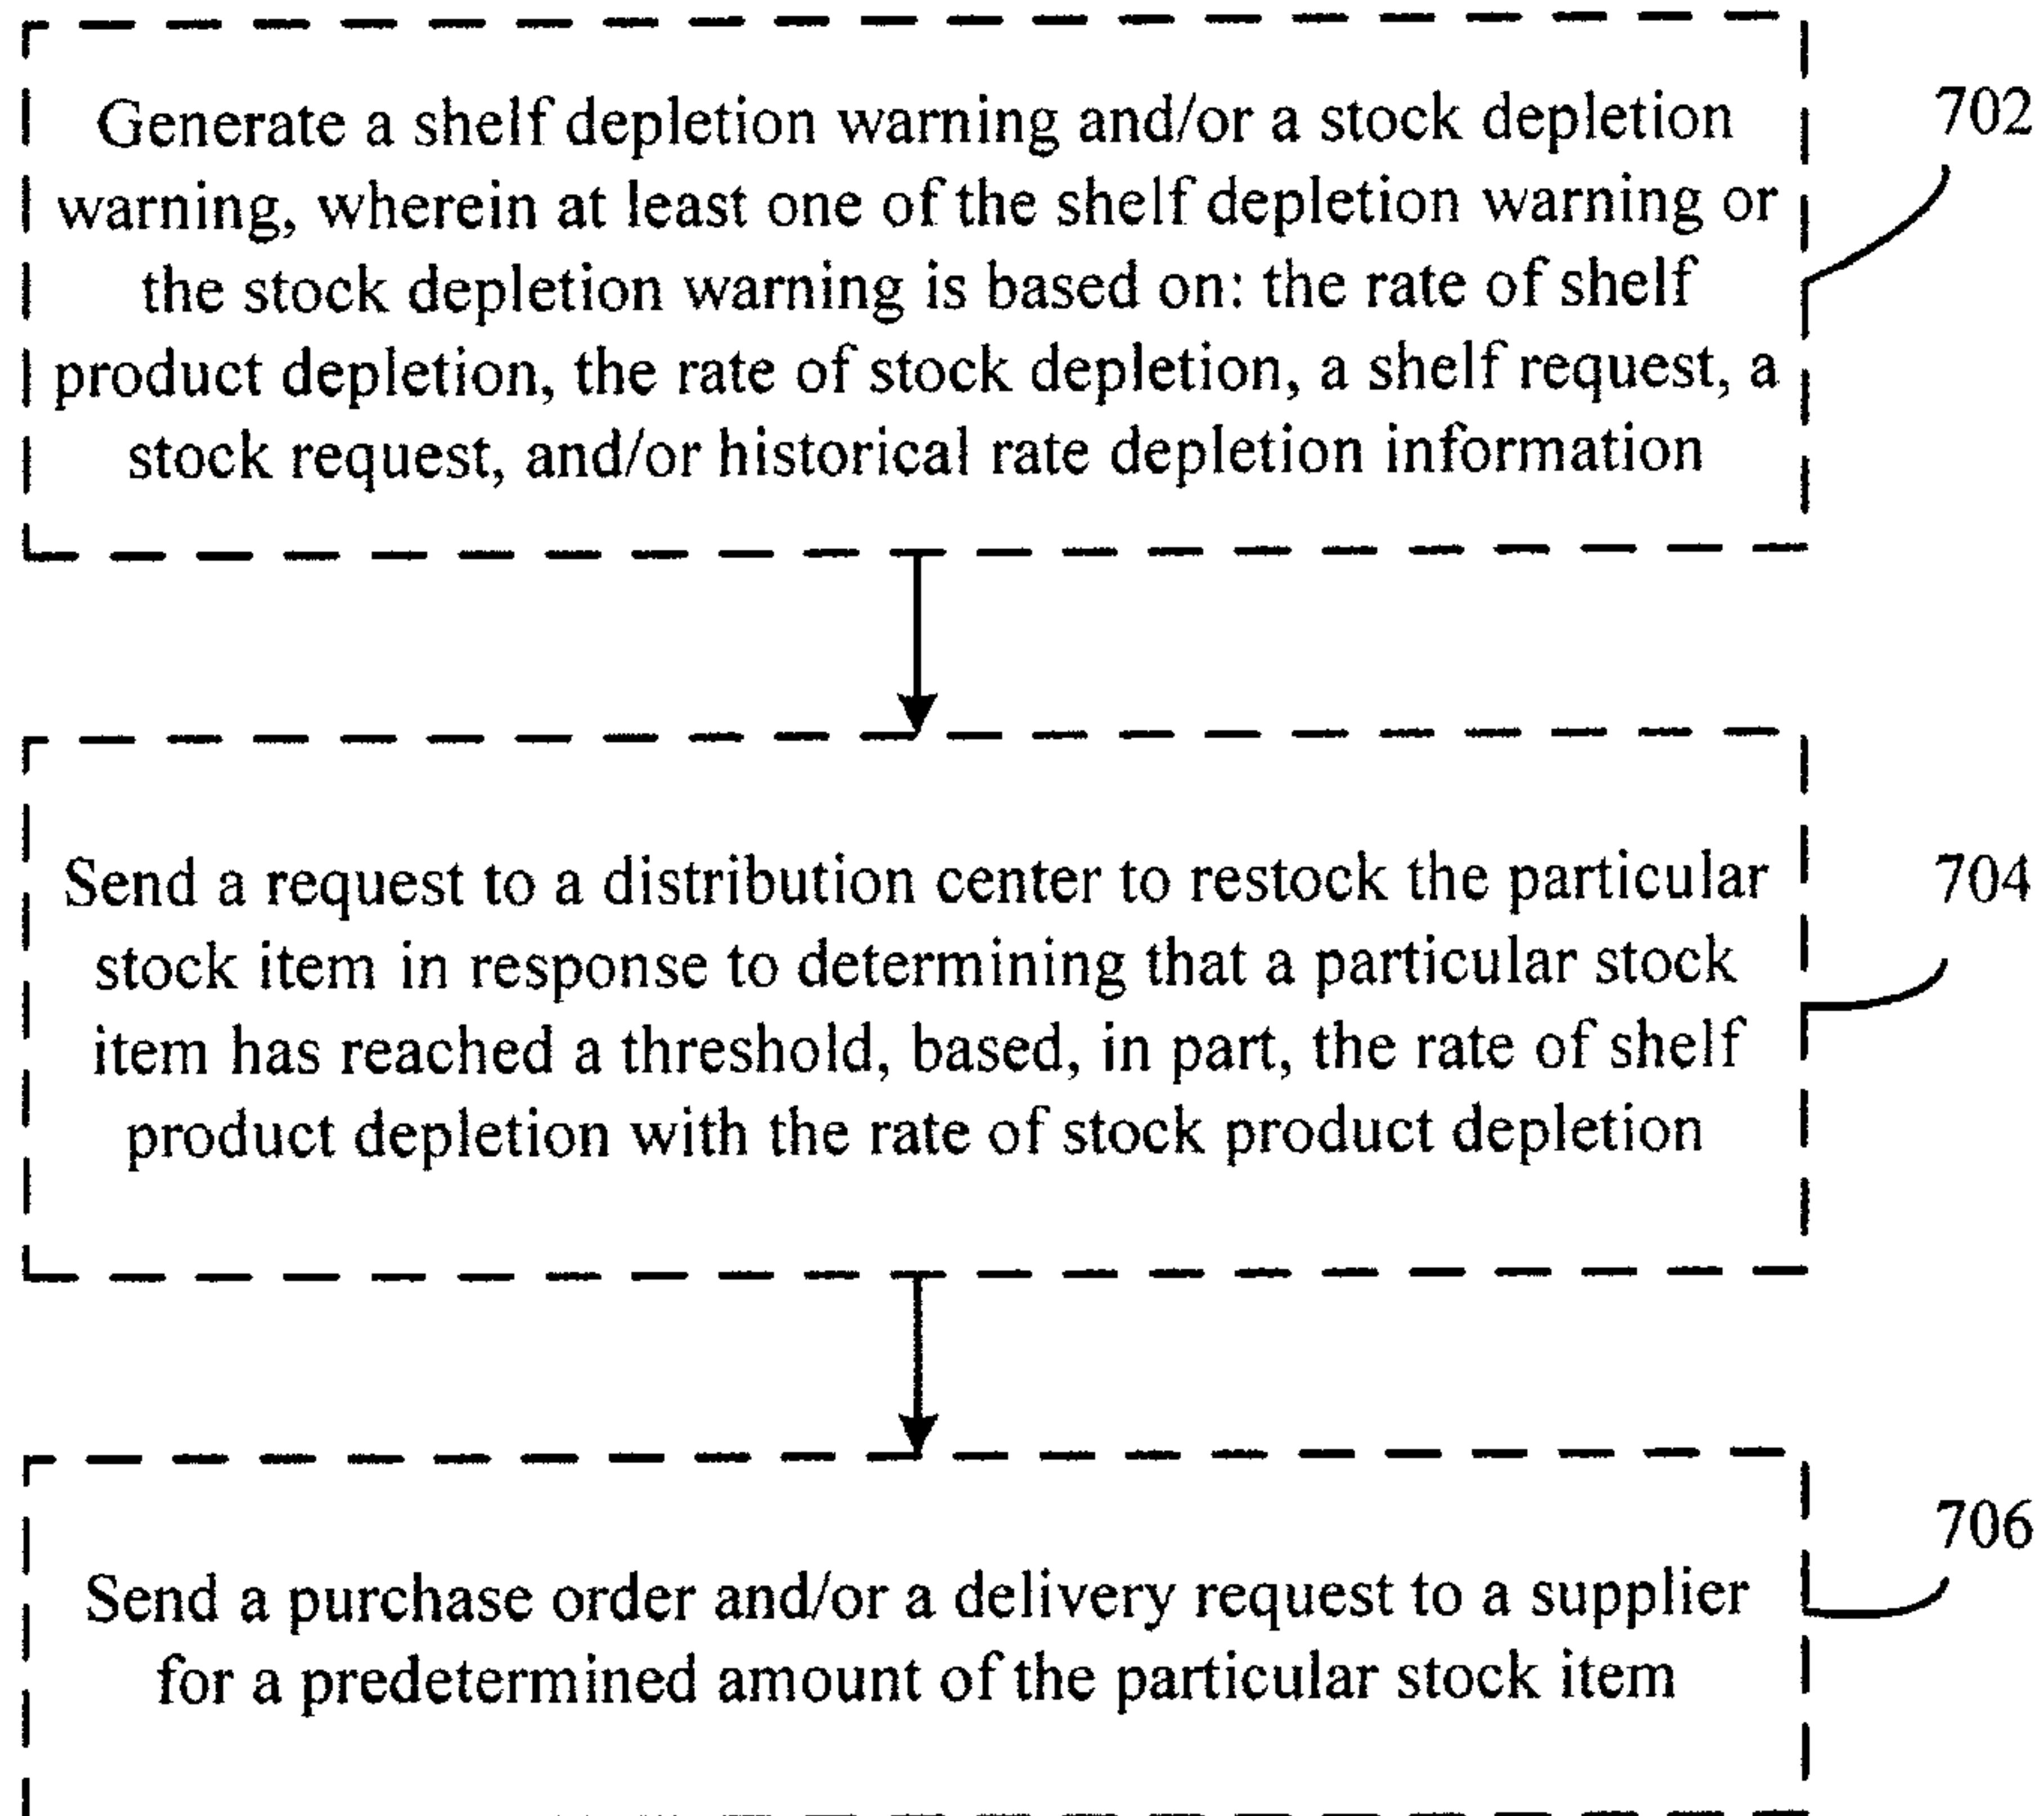 Generate a shelf depletion warning and/or a stock depletion
warning, wherein at least one of the shelf depletion warning or
the stock depletion warning is based on: the rate of shelf
product depletion, the rate of stock depletion, a shelf request, a
stock request, and/or historical rate depletion information
702
Send a request to a distribution center to restock the particular
stock item in response to determining that a particular stock
item has reached a threshold, based, in part, the rate of shelf
product depletion with the rate of stock product depletion
704
Send a purchase order and/or a delivery request to a supplier
for a predetermined amount of the particular stock item
706